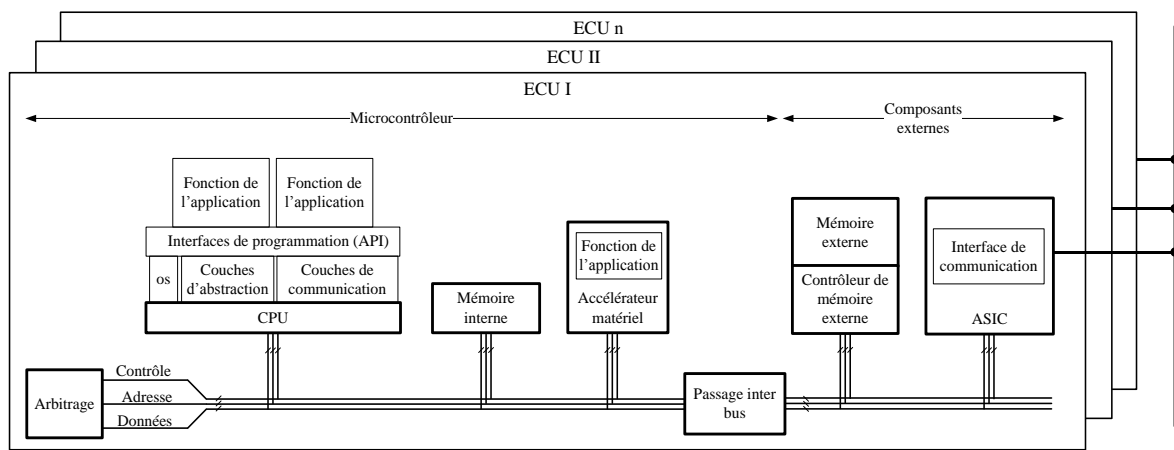 ECU n
ECU II
ECU I
Microcontrôleur
Composants
externes
Fonction de
l'application
Fonction de
l'application
Interfaces de programmation (API)
os
Couches
d'abstraction
Couches de
communication
CPU
Mémoire
interne
Fonction de
l'application
Accélérateur
matériel
Mémoire
externe
Contrôleur de
mémoire
externe
Interface de
communication
ASIC
Arbitrage
Contrôle
Adresse
Données
Passage inter
bus